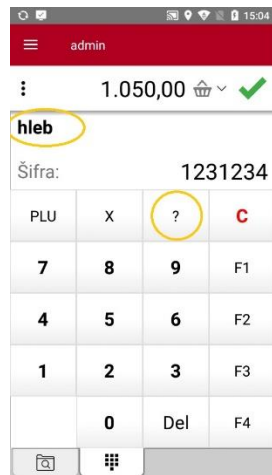 15:04
admin
1.050,00
hleb
Šifra: 1231234
PLU X ? C
7 8 9 F1
4 5 6 F2
1 2 3 F3
0 Del F4